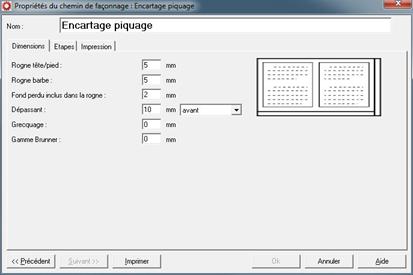 Propriétés du chemin de façonnage : Encartage piquage
Nom : Encartage piquage
Dimensions Etapes Impression
Rogne tête/pied : 5 mm
Rogne barbe : 5 mm
Fond perdu inclus dans la rogne : 2 mm
Dépassant : 10 mm avant
Grecquage : 0 mm
Gamme Brunner : 0 mm
<< Précédent Suivant >> Imprimer Ok Annuler Aide